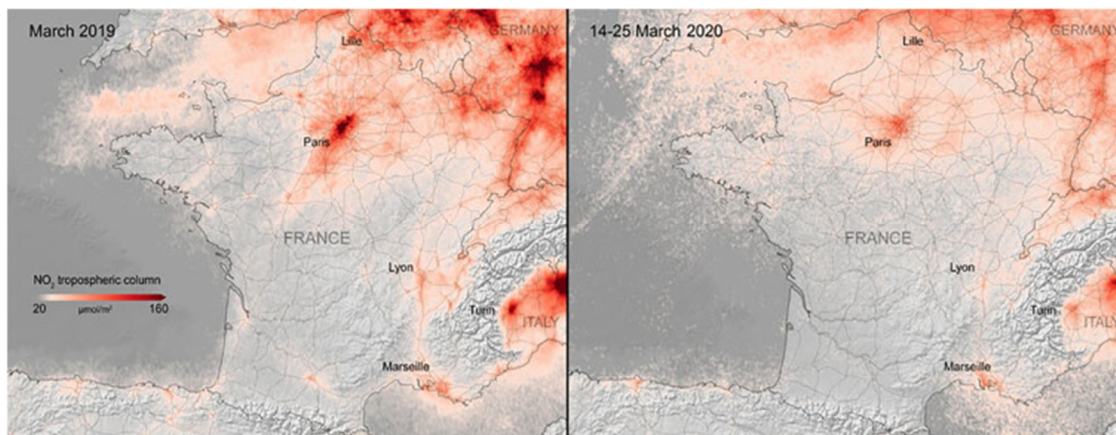 March 2019
Lille
GERMANY
Paris
FRANCE
Lyon
NO₂ tropospheric column
20 160
µmol/m²
Turin
ITALY
Marseille
14-25 March 2020
Lille
GERMANY
Paris
FRANCE
Lyon
Turin
ITALY
Marseille